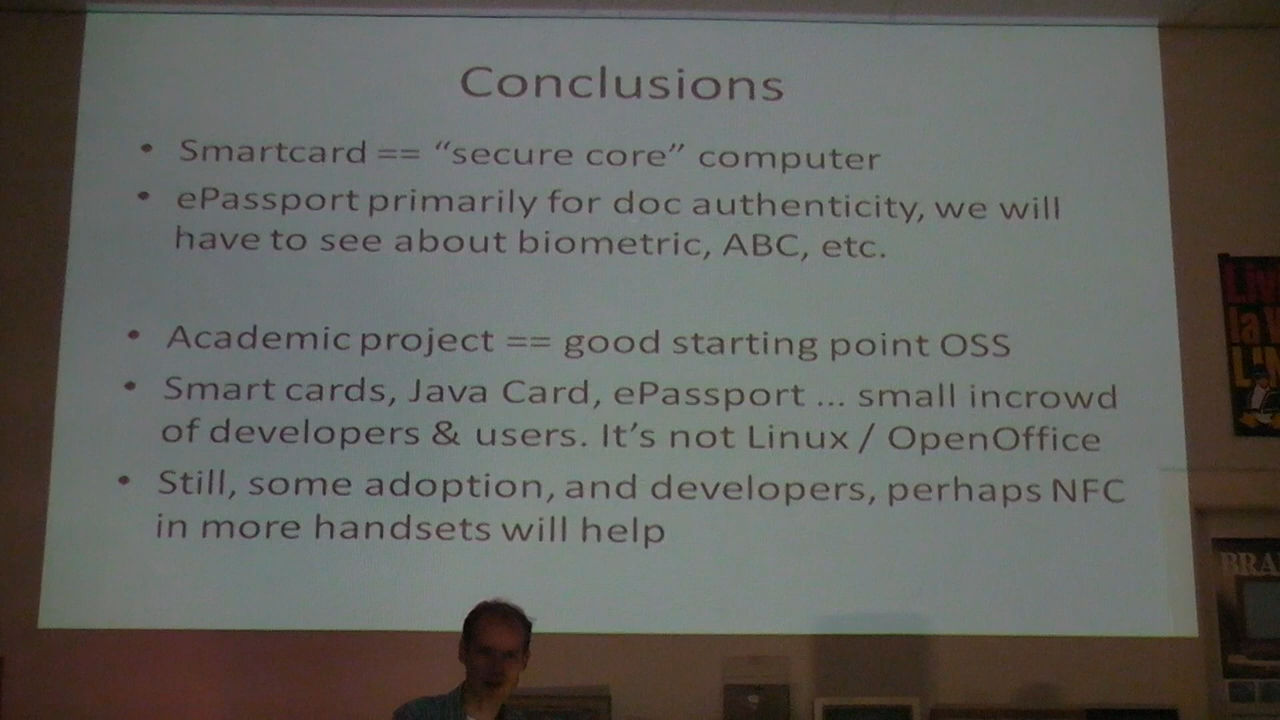 Conclusions
• Smartcard == “secure core” computer
• ePassport primarily for doc authenticity, we will
have to see about biometric, ABC, etc.
• Academic project == good starting point OSS
• Smart cards, Java Card, ePassport ... small incrowd
of developers & users. It’s not Linux / OpenOffice
• Still, some adoption, and developers, perhaps NFC
in more handsets will help
la
BRA